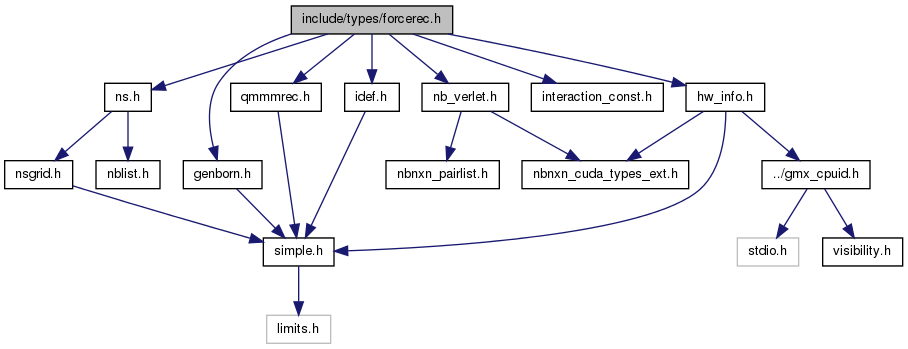 include/types/forcerec.h
ns.h
qmmmrec.h
idef.h
nb_verlet.h
interaction_const.h
hw_info.h
nsgrid.h
nblist.h
genborn.h
nbnxn_pairlist.h
nbnxn_cuda_types_ext.h
../gmx_cpuid.h
simple.h
stdio.h
visibility.h
limits.h